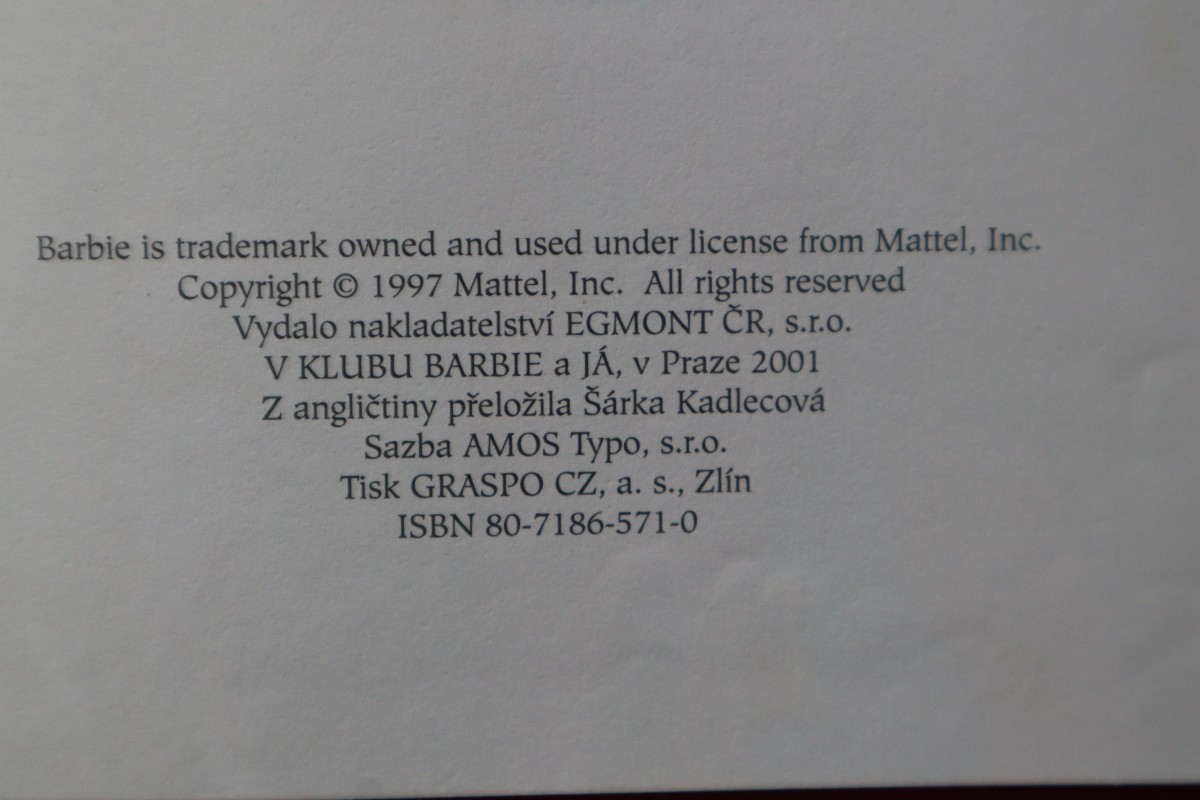 Barbie is trademark owned and used under license from Mattel, Inc.
Copyright © 1997 Mattel, Inc. All rights reserved
Vydalo nakladatelství EGMONT ČR, s.r.o.
V KLUBU BARBIE a JÁ, v Praze 2001
Z angličtiny přeložila Šárka Kadlecová
Sazba AMOS Typo, s.r.o.
Tisk GRASPO CZ, a. s., Zlín
ISBN 80-7186-571-0